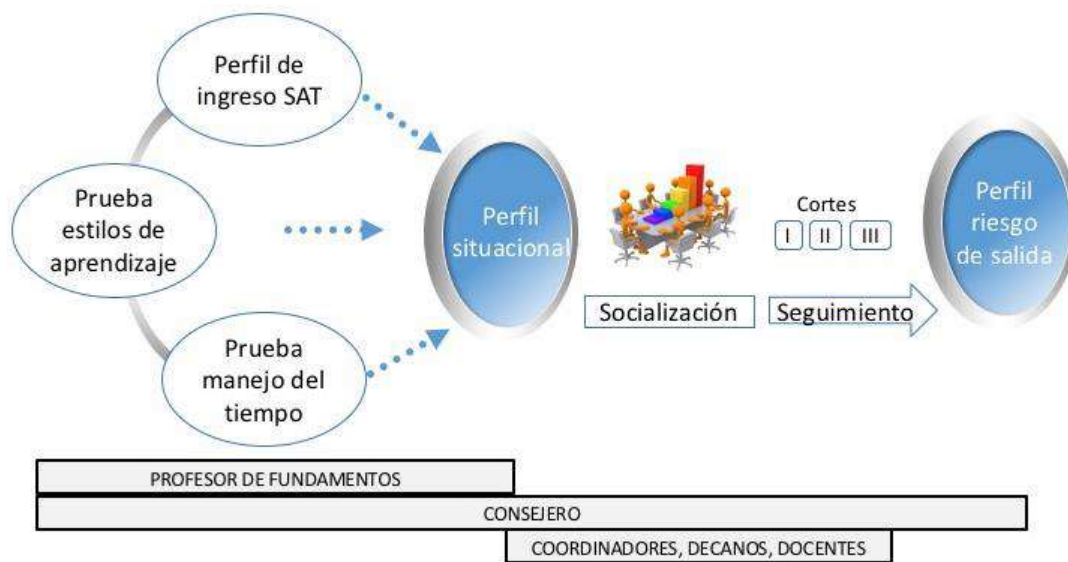 Perfil de
ingreso SAT
Prueba
estilos de
aprendizaje
Prueba
manejo del
tiempo
Perfil
situacional
Socialización
Cortes
I II III
Seguimiento
Perfil
riesgo
de salida
PROFESOR DE FUNDAMENTOS
CONSEJERO
COORDINADORES, DECANOS, DOCENTES